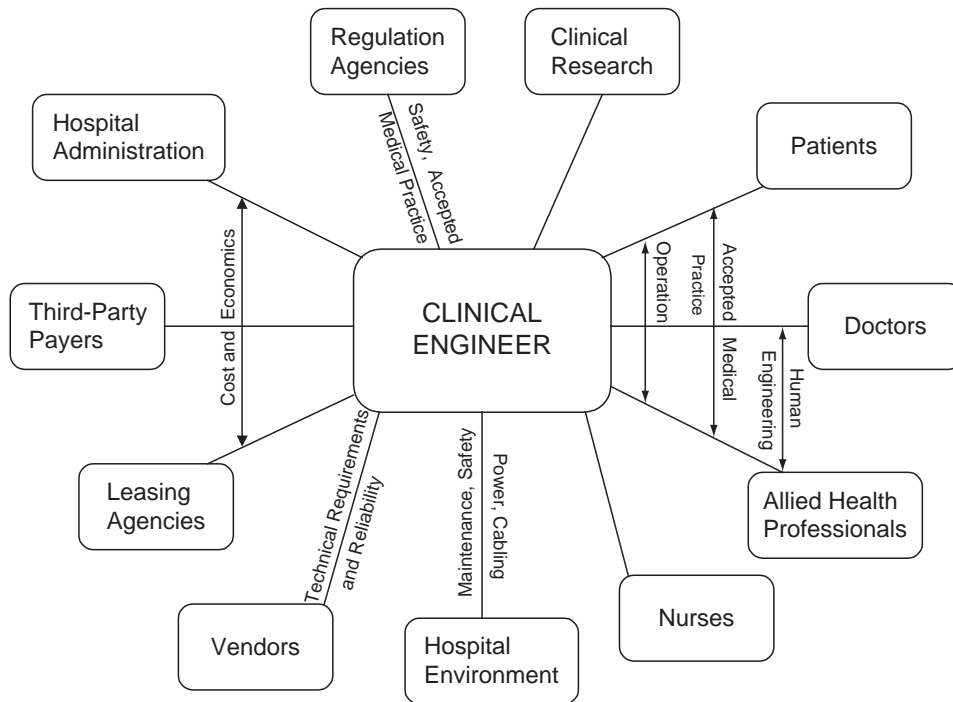 Regulation
Agencies
Clinical
Research
Hospital
Administration
Patients
Safety, Accepted
Medical Practice
Cost and Economics
Operation
Accepted Medical
Practice
Third-Party
Payers
CLINICAL
ENGINEER
Doctors
Human
Engineering
Leasing
Agencies
Technical Requirements
and Reliability
Maintenance, Safety
Power, Cabling
Allied Health
Professionals
Vendors
Hospital
Environment
Nurses